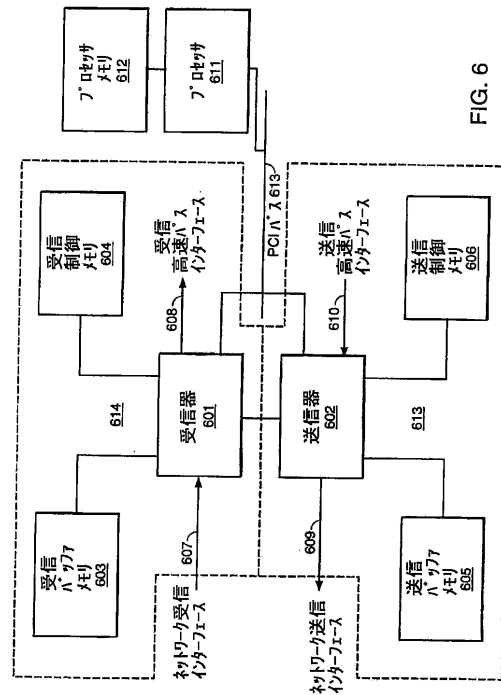 プロセッサ
メモリ
612
プロセッサ
611
受信
制御
メモリ
604
受信
高速パス
インターフェース
608
PCI バス 613
送信
高速パス
インターフェース
610
送信
制御
メモリ
606
614
受信器
601
送信器
602
613
受信
バッファ
メモリ
603
607
609
送信
バッファ
メモリ
605
ネットワーク受信
インターフェース
ネットワーク送信
インターフェース
FIG. 6